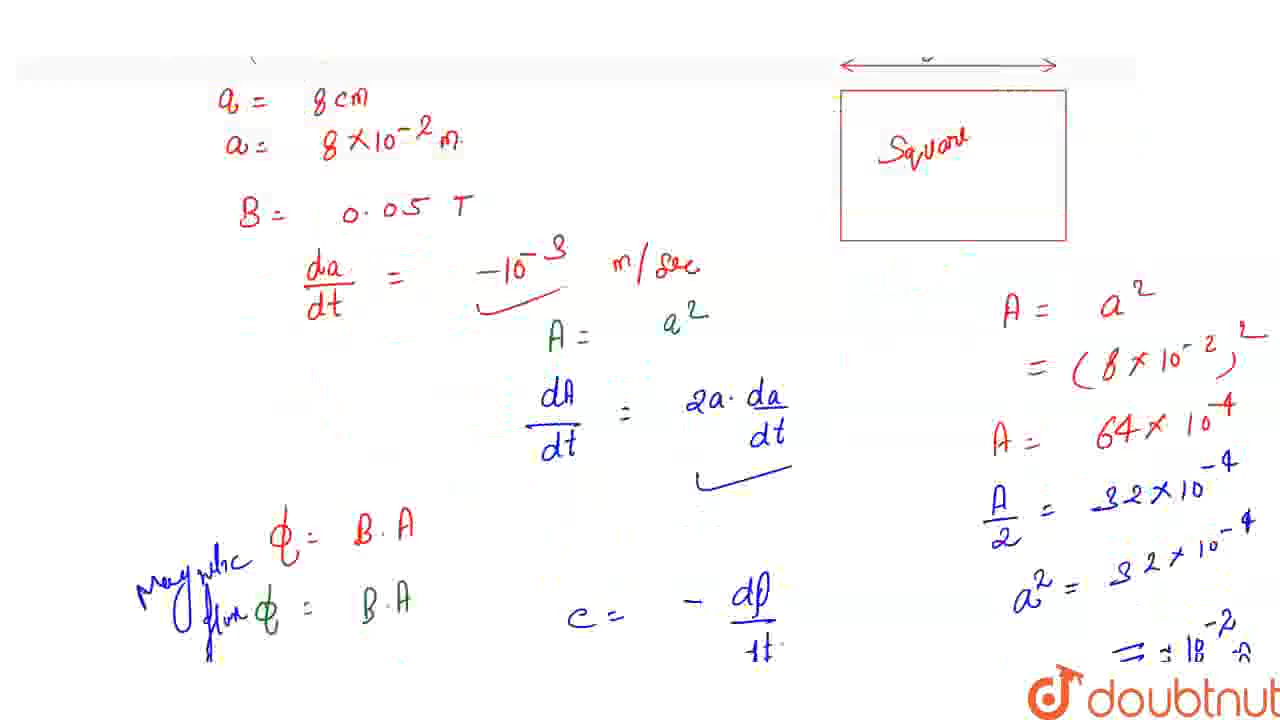 a = 8 cm
a = 8 × 10⁻² m.
B = 0.05 T
da/dt = -10⁻³ m/sec
A = a²
dA/dt = 2a. da/dt
Magnetic flux ϕ = B.A
ϕ = B.A
e = - dϕ/dt
Square
A = a²
= (8 × 10⁻²)²
A = 64 × 10⁻⁴
A/2 = 32 × 10⁻⁴
a² = 32 × 10⁻⁴
doubtnut